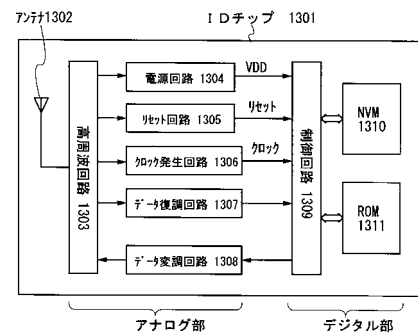 ｱﾝﾃﾅ1302
ＩＤチップ 1301
電源回路 1304
VDD
ﾘｾｯﾄ回路 1305
ﾘｾｯﾄ
ｸﾛｯｸ発生回路 1306
ｸﾛｯｸ
ﾃﾞｰﾀ復調回路 1307
ﾃﾞｰﾀ変調回路 1308
高周波回路 1303
制御回路 1309
NVM
1310
ROM
1311
アナログ部
デジタル部